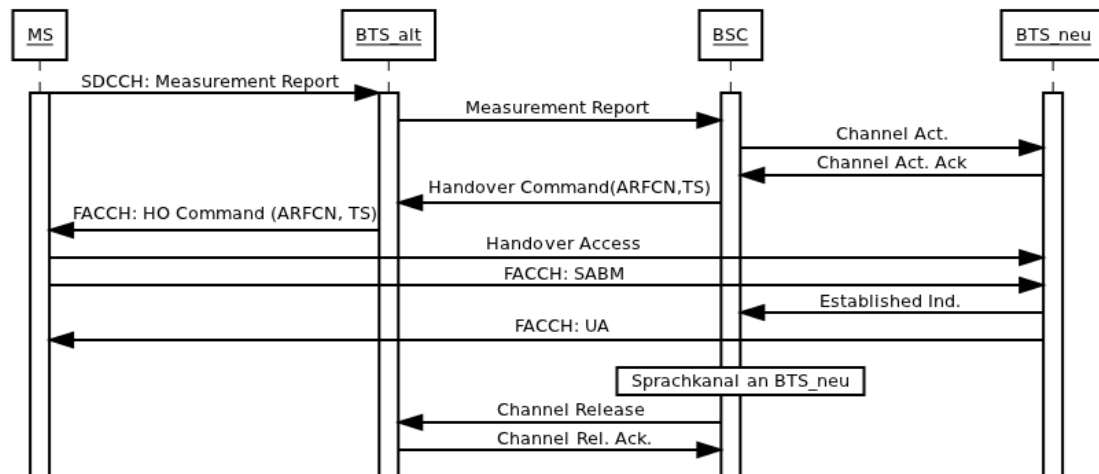 MS
BTS_alt
BSC
BTS_neu
SDCCH: Measurement Report
Measurement Report
Channel Act.
Channel Act. Ack
Handover Command(ARFCN,TS)
FACCH: HO Command (ARFCN, TS)
Handover Access
FACCH: SABM
Established Ind.
FACCH: UA
Sprachkanal an BTS_neu
Channel Release
Channel Rel. Ack.